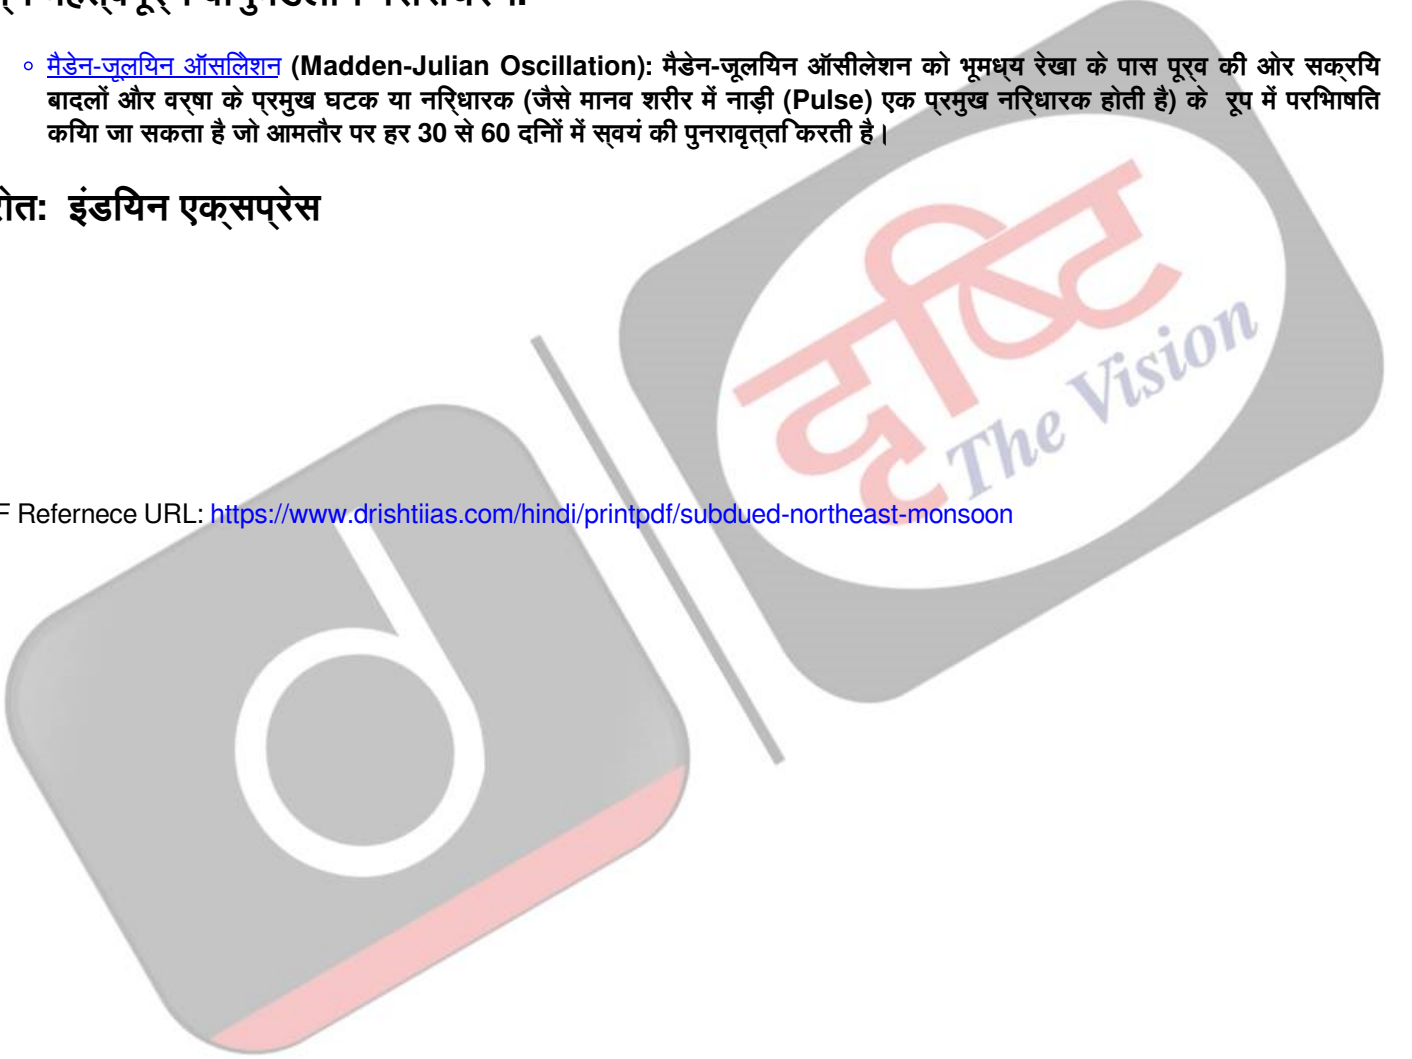 मैडेन-जूलियन ऑसिलेशन (Madden-Julian Oscillation): मैडेन-जूलियन ऑसीलेशन को भूमध्य रेखा के पास पूर्व की ओर सक्रिय
बादलों और वर्षा के प्रमुख घटक या निर्धारक (जैसे मानव शरीर में नाड़ी (Pulse) एक प्रमुख निर्धारक होती है) के रूप में परिभाषित
किया जा सकता है जो आमतौर पर हर 30 से 60 दिनों में स्वयं की पुनरावृत्ति करती है।
इंडियन एक्सप्रेस
दृष्टि
The Vision
F Refernece URL: https://www.drishtiias.com/hindi/printpdf/subdued-northeast-monsoon